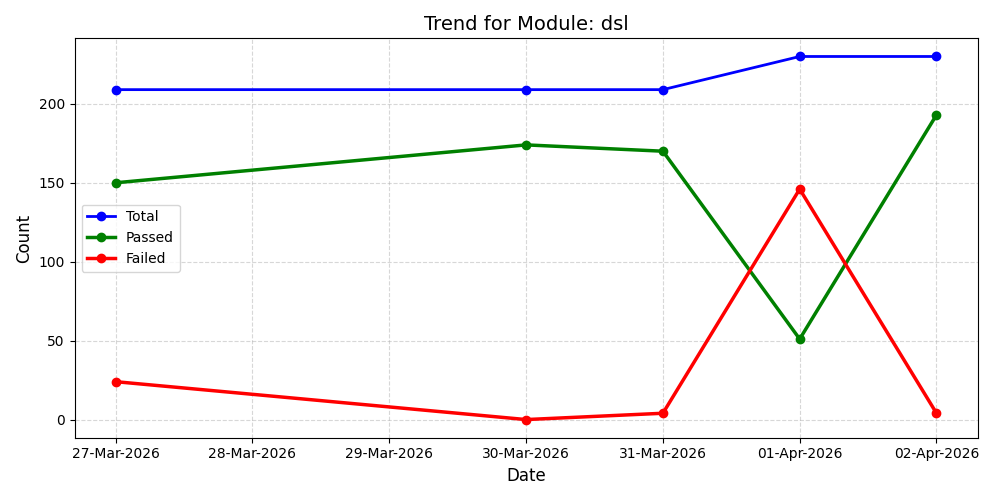 Trend for Module: dsl
Count
200
150
100
50
0
Total
Passed
Failed
27-Mar-2026 28-Mar-2026 29-Mar-2026 30-Mar-2026 31-Mar-2026 01-Apr-2026 02-Apr-2026
Date